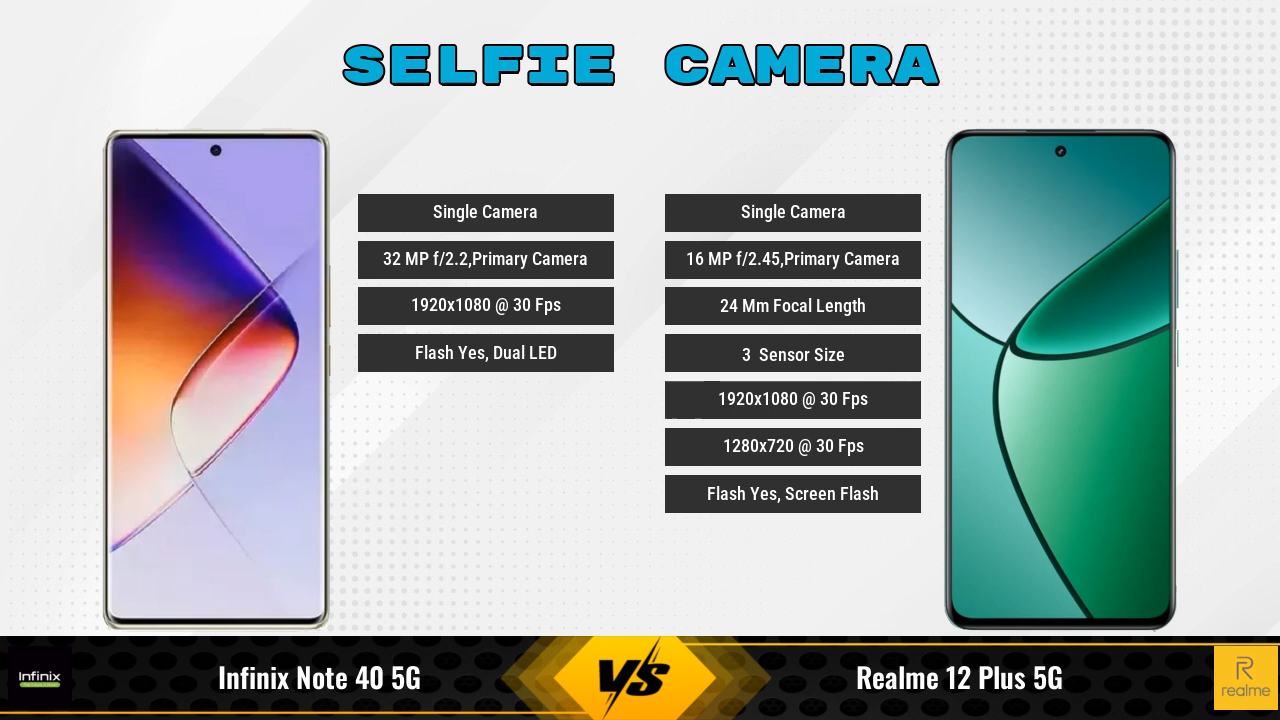 SELFIE CAMERA
Single Camera
32 MP f/2.2,Primary Camera
1920x1080 @ 30 Fps
Flash Yes, Dual LED
Single Camera
16 MP f/2.45,Primary Camera
24 Mm Focal Length
3 Sensor Size
1920x1080 @ 30 Fps
1280x720 @ 30 Fps
Flash Yes, Screen Flash
Infinix
Infinix Note 40 5G
VS
Realme 12 Plus 5G
realme